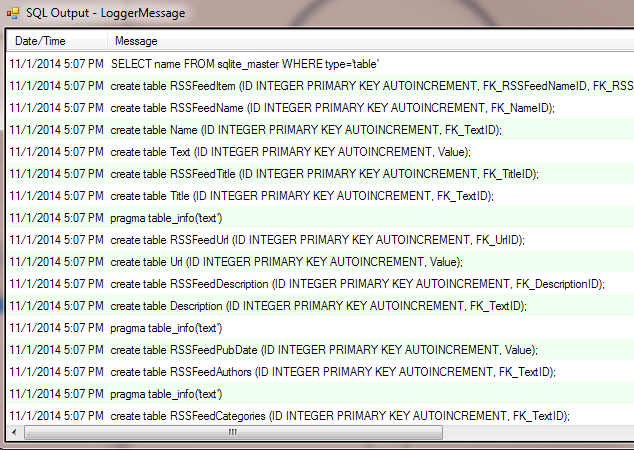 SQL Output - LoggerMessage
Date/Time Message
11/1/2014 5:07 PM SELECT name FROM sqlite_master WHERE type='table'
11/1/2014 5:07 PM create table RSSFeedItem (ID INTEGER PRIMARY KEY AUTOINCREMENT, FK_RSSFeedNameID, FK_RSS
11/1/2014 5:07 PM create table RSSFeedName (ID INTEGER PRIMARY KEY AUTOINCREMENT, FK_NameID);
11/1/2014 5:07 PM create table Name (ID INTEGER PRIMARY KEY AUTOINCREMENT, FK_TextID);
11/1/2014 5:07 PM create table Text (ID INTEGER PRIMARY KEY AUTOINCREMENT, Value);
11/1/2014 5:07 PM create table RSSFeedTitle (ID INTEGER PRIMARY KEY AUTOINCREMENT, FK_TitleID);
11/1/2014 5:07 PM create table Title (ID INTEGER PRIMARY KEY AUTOINCREMENT, FK_TextID);
11/1/2014 5:07 PM pragma table_info('text')
11/1/2014 5:07 PM create table RSSFeedUrl (ID INTEGER PRIMARY KEY AUTOINCREMENT, FK_UrlID);
11/1/2014 5:07 PM create table Url (ID INTEGER PRIMARY KEY AUTOINCREMENT, Value);
11/1/2014 5:07 PM create table RSSFeedDescription (ID INTEGER PRIMARY KEY AUTOINCREMENT, FK_DescriptionID);
11/1/2014 5:07 PM create table Description (ID INTEGER PRIMARY KEY AUTOINCREMENT, FK_TextID);
11/1/2014 5:07 PM pragma table_info('text')
11/1/2014 5:07 PM create table RSSFeedPubDate (ID INTEGER PRIMARY KEY AUTOINCREMENT, Value);
11/1/2014 5:07 PM create table RSSFeedAuthors (ID INTEGER PRIMARY KEY AUTOINCREMENT, FK_TextID);
11/1/2014 5:07 PM pragma table_info('text')
11/1/2014 5:07 PM create table RSSFeedCategories (ID INTEGER PRIMARY KEY AUTOINCREMENT, FK_TextID);